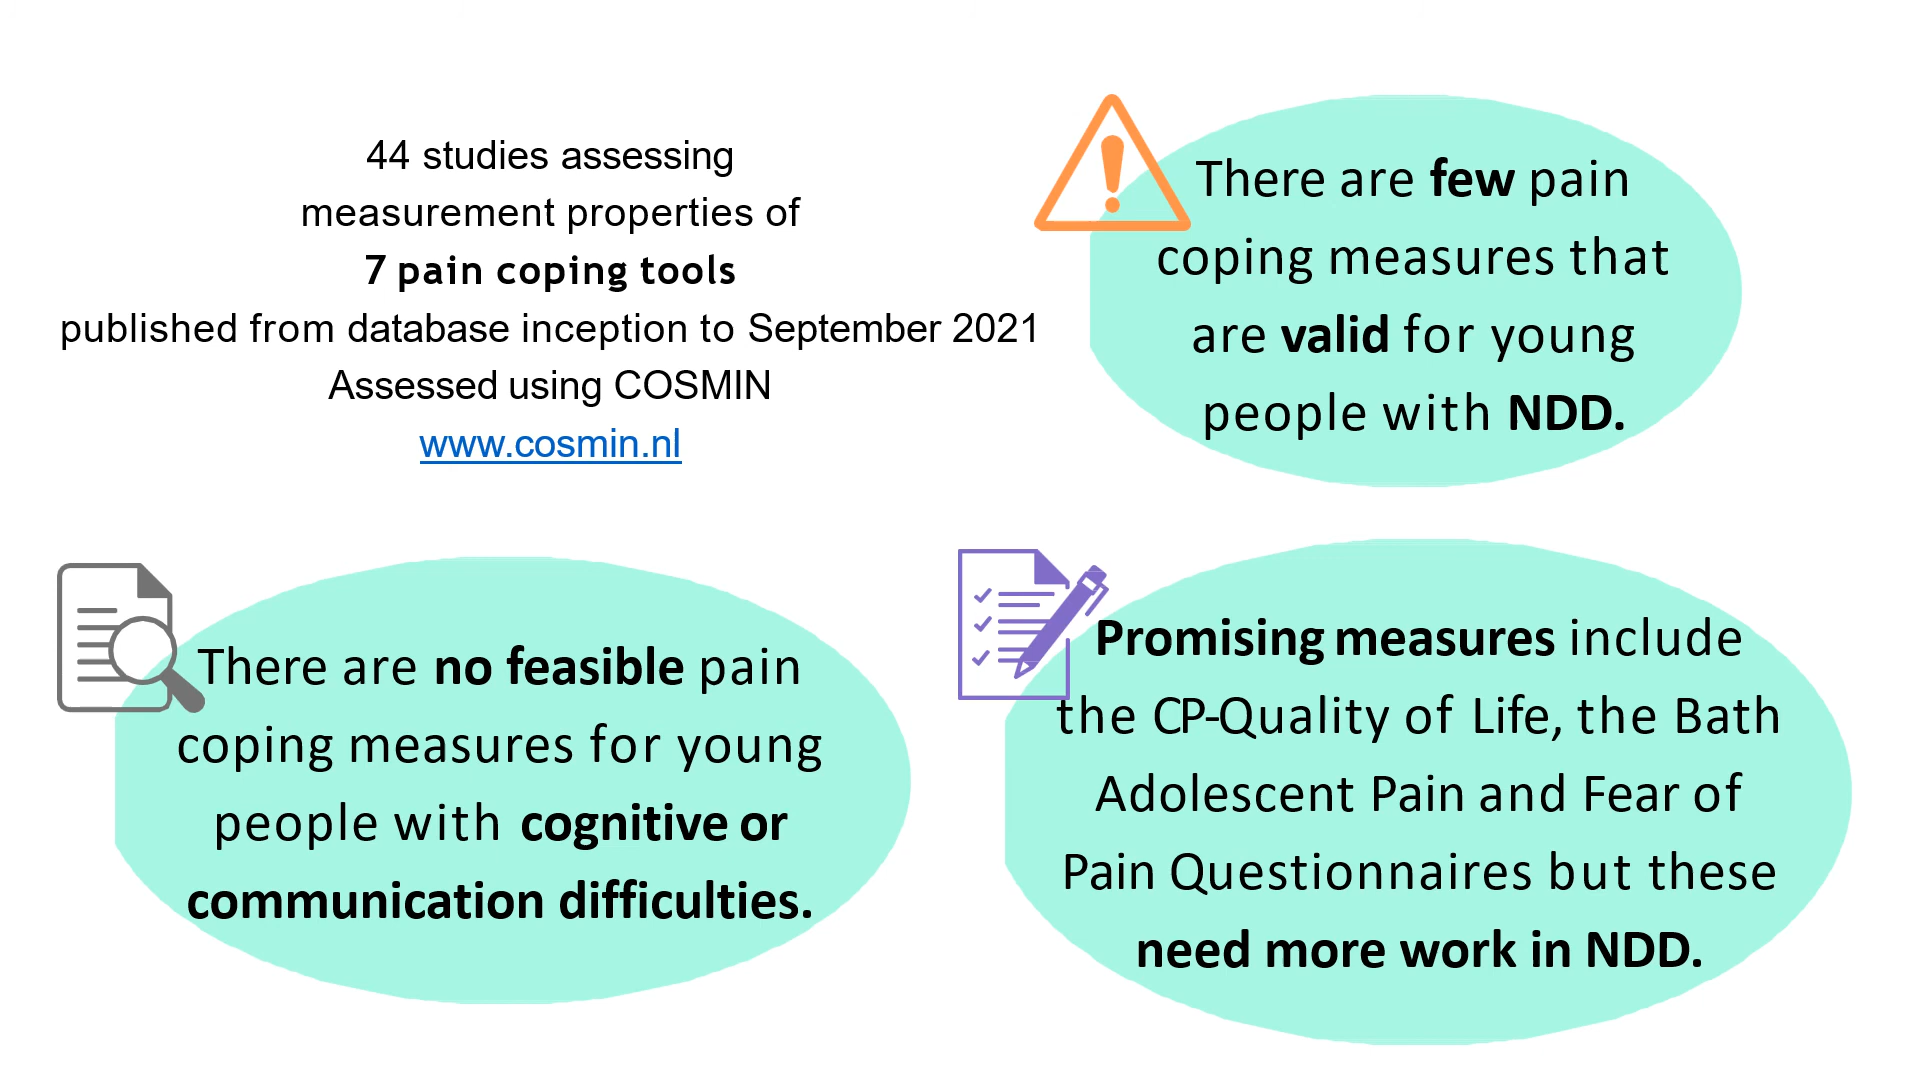 44 studies assessing
measurement properties of
7 pain coping tools
published from database inception to September 2021
Assessed using COSMIN
www.cosmin.nl
There are few pain
coping measures that
are valid for young
people with NDD.
There are no feasible pain
coping measures for young
people with cognitive or
communication difficulties.
Promising measures include
the CP-Quality of Life, the Bath
Adolescent Pain and Fear of
Pain Questionnaires but these
need more work in NDD.